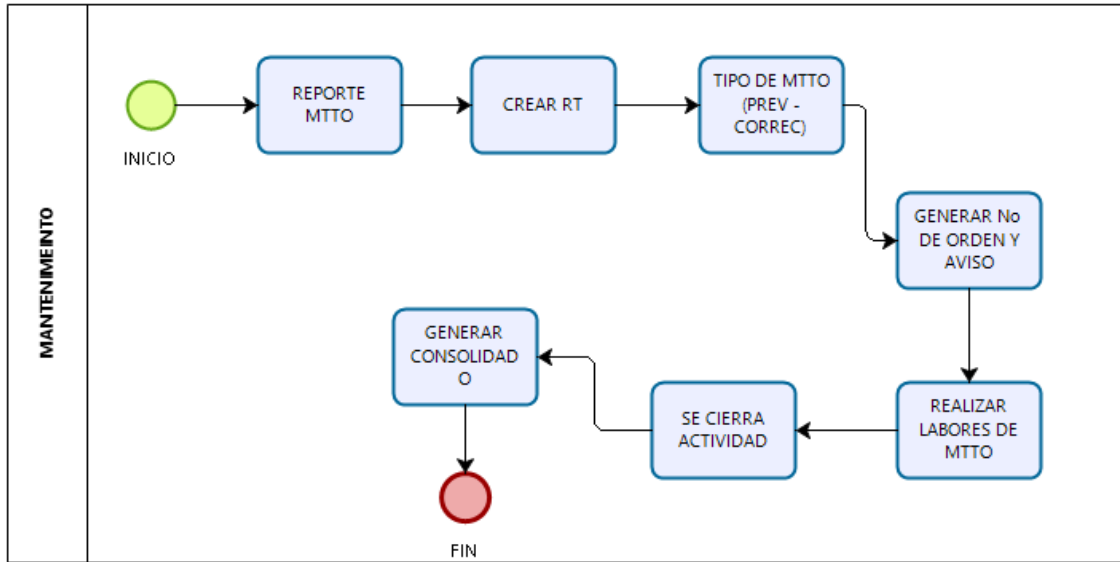 MANTENIMEINTO
INICIO
REPORTE
MTTO
CREAR RT
TIPO DE MTTO
(PREV -
CORREC)
GENERAR No
DE ORDEN Y
AVISO
REALIZAR
LABORES DE
MTTO
SE CIERRA
ACTIVIDAD
GENERAR
CONSOLIDAD
O
FIN